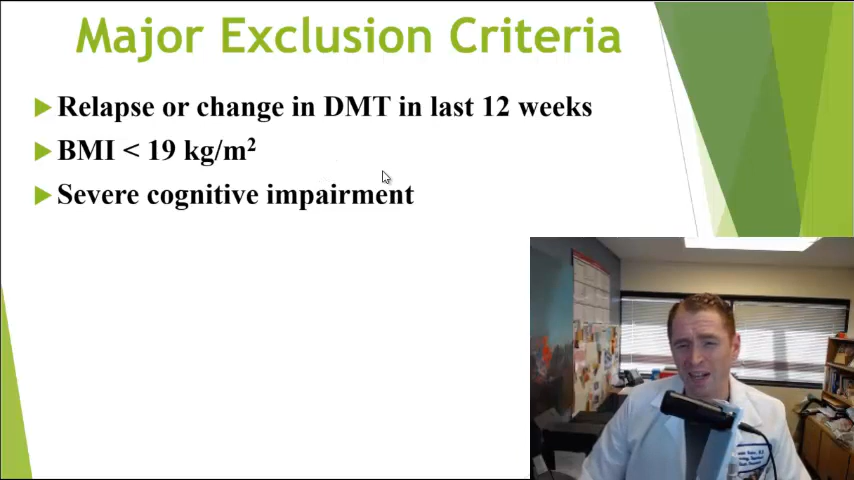 Major Exclusion Criteria
Relapse or change in DMT in last 12 weeks
BMI < 19 kg/m²
Severe cognitive impairment